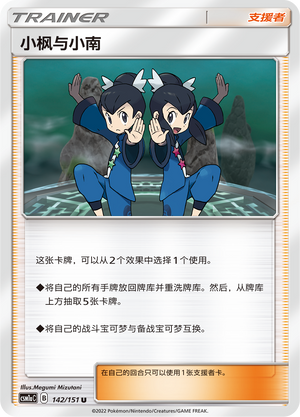 TRAINER 支援者
小枫与小南
这张卡牌，可以从2个效果中选择1个使用。
◆将自己的所有手牌放回牌库并重洗牌库。然后，从牌库
上方抽取5张卡牌。
◆将自己的战斗宝可梦与备战宝可梦互换。
Illus.Megumi Mizutani
CSM1aC B 142/151 U
在自己的回合只可以使用1张支援者卡。
©2022 Pokémon/Nintendo/Creatures/GAME FREAK.